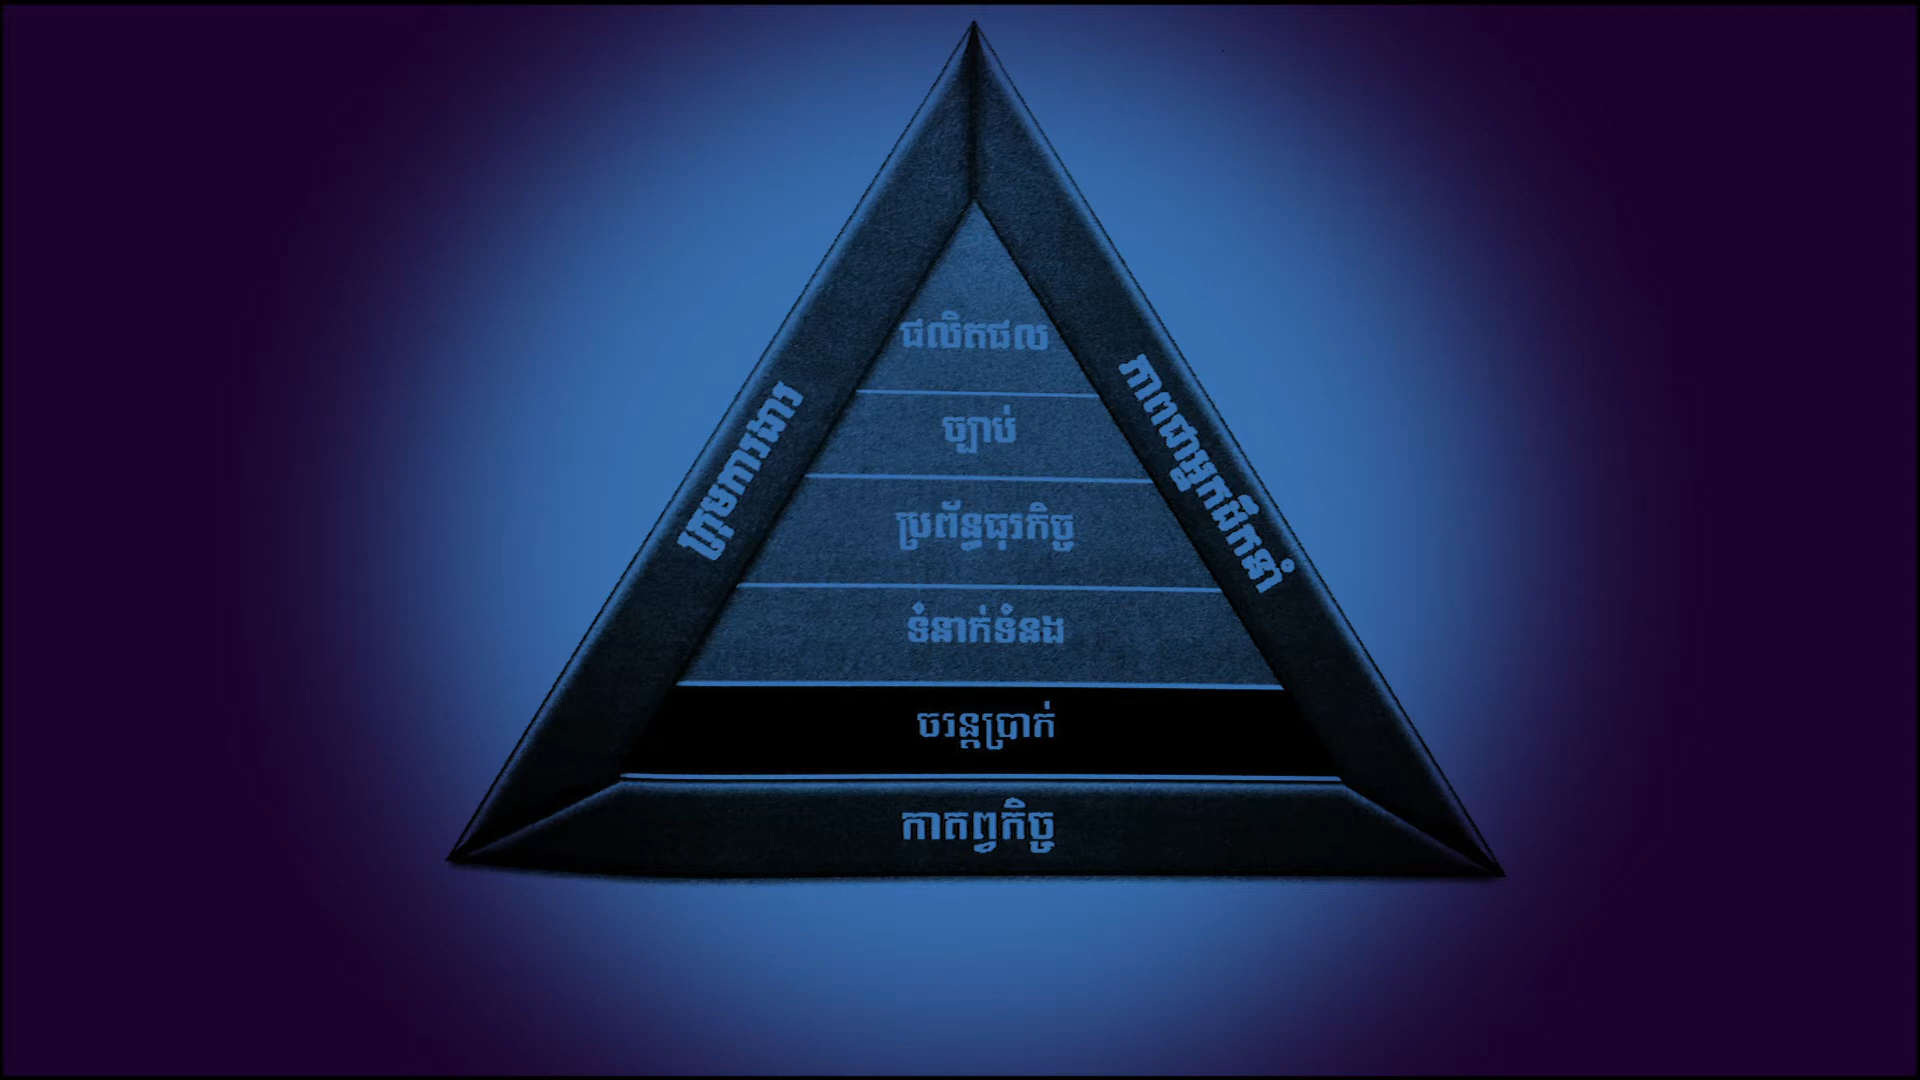 ផលិតផល
ច្បាប់
ប្រព័ន្ធធុរកិច្ច
ទំនាក់ទំនង
ចរន្តប្រាក់
ក្រុមការងារ
ភាពជាអ្នកដឹកនាំ
កាតព្វកិច្ច